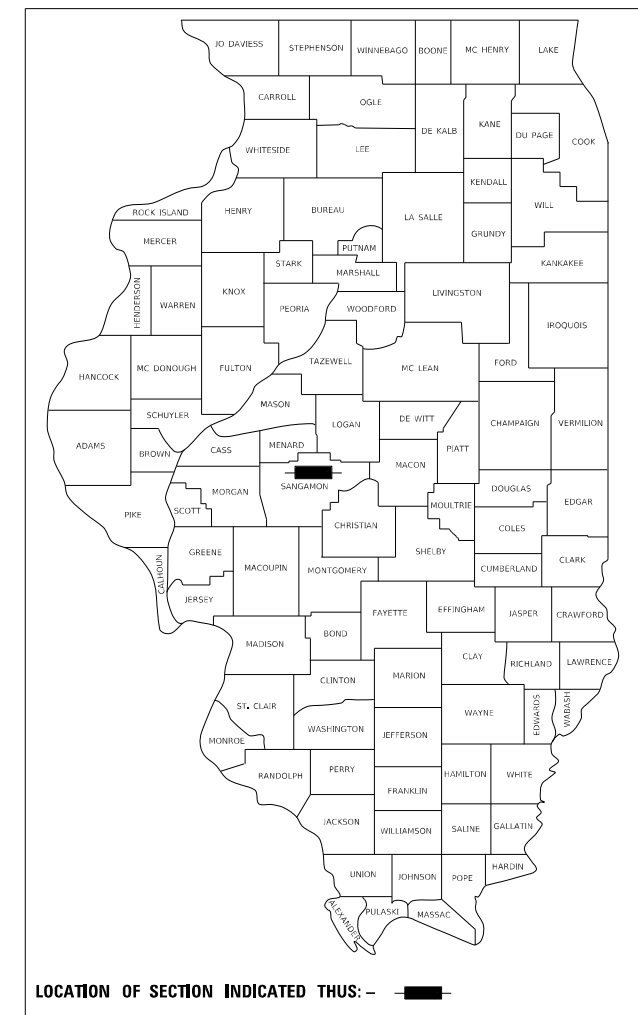 JO DAVIESS
STEPHENSON
WINNEBAGO
BOONE
MC HENRY
LAKE
CARROLL
OGLE
DE KALB
KANE
DU PAGE
COOK
WHITESIDE
LEE
KENDALL
WILL
ROCK ISLAND
HENRY
BUREAU
LA SALLE
GRUNDY
MERCER
PUTNAM
STARK
MARSHALL
KANKAKEE
HENDERSON
WARREN
KNOX
PEORIA
WOODFORD
LIVINGSTON
IROQUOIS
HANCOCK
MC DONOUGH
FULTON
TAZEWELL
MC LEAN
FORD
SCHUYLER
MASON
LOGAN
DE WITT
PIATT
CHAMPAIGN
VERMILION
ADAMS
BROWN
CASS
MENARD
MACON
SANGAMON
MORGAN
SCOTT
PIKE
CHRISTIAN
MOULTRIE
DOUGLAS
EDGAR
COLES
GREENE
CALHOUN
MACOUPIN
MONTGOMERY
SHELBY
CUMBERLAND
CLARK
JERSEY
FAYETTE
EFFINGHAM
JASPER
CRAWFORD
BOND
MADISON
CLAY
RICHLAND
LAWRENCE
CLINTON
MARION
ST. CLAIR
WAYNE
EDWARDS
WABASH
WASHINGTON
JEFFERSON
MONROE
RANDOLPH
PERRY
HAMILTON
WHITE
FRANKLIN
JACKSON
WILLIAMSON
SALINE
GALLATIN
HARDIN
UNION
JOHNSON
POPE
ALEXANDER
PULASKI
MASSAC
LOCATION OF SECTION INDICATED THUS: –